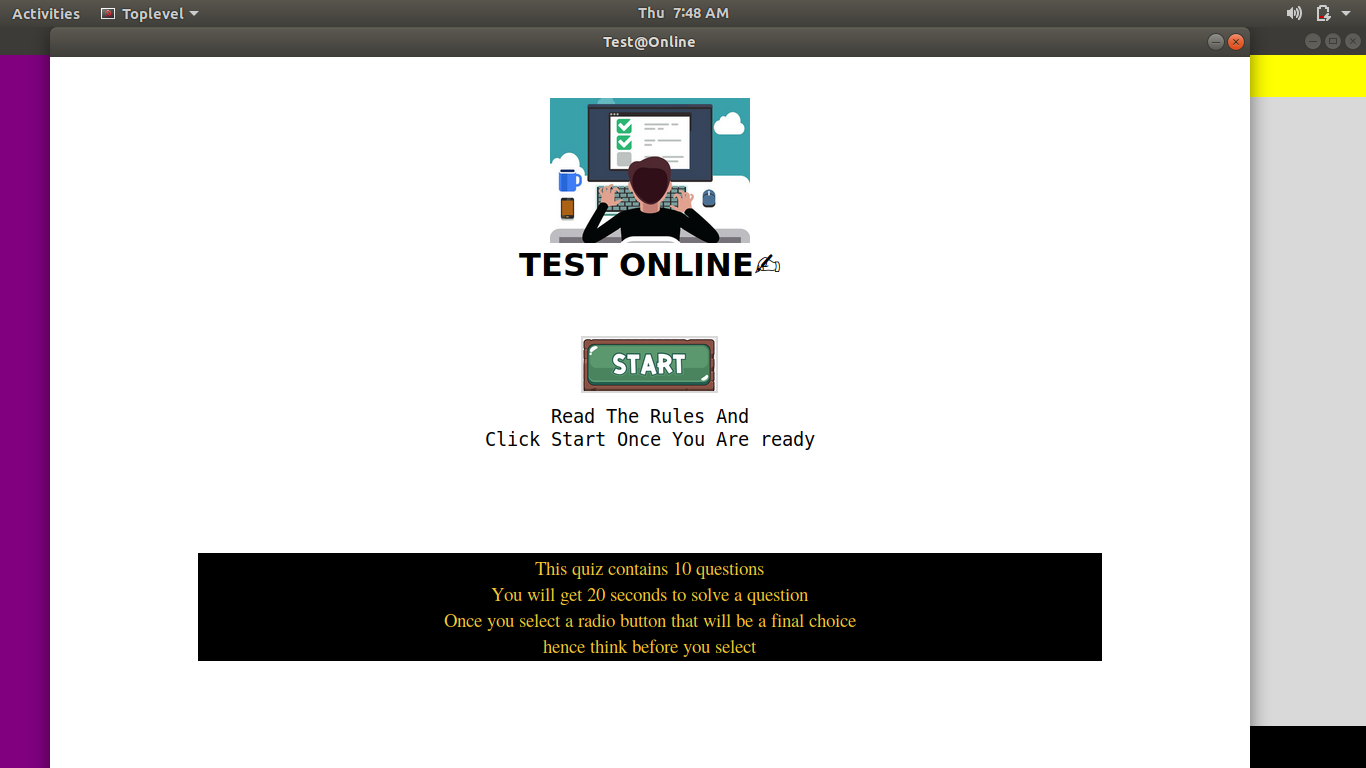 Activities Toplevel Thu 7:48 AM
Test@Online
TEST ONLINE✍
START
Read The Rules And
Click Start Once You Are ready
This quiz contains 10 questions
You will get 20 seconds to solve a question
Once you select a radio button that will be a final choice
hence think before you select